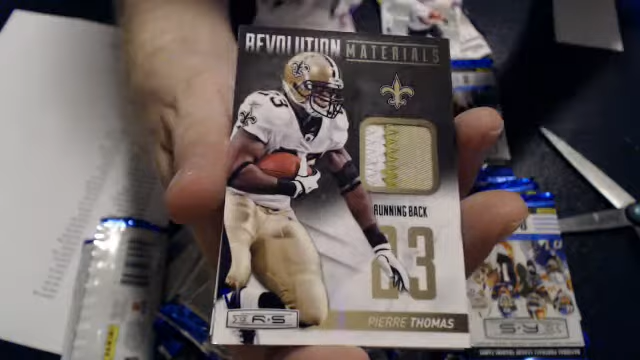 REVOLUTION MATERIALS
RUNNING BACK
23
R★S
PIERRE THOMAS